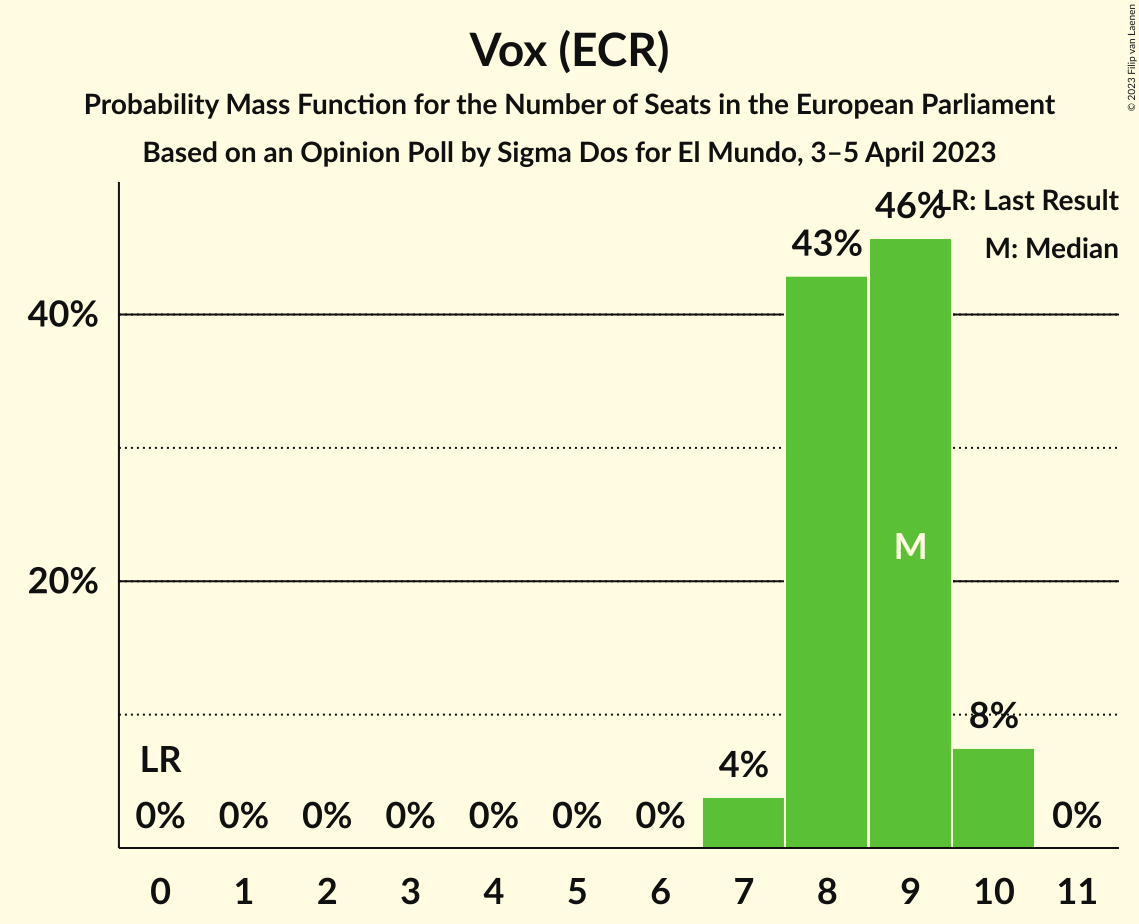 Vox (ECR)
Probability Mass Function for the Number of Seats in the European Parliament
Based on an Opinion Poll by Sigma Dos for El Mundo, 3–5 April 2023
© 2023 Filip van Laenen
LR: Last Result
M: Median
46%
43%
40%
M
20%
8%
4%
LR
0% 0% 0% 0% 0% 0% 0% 0%
0 1 2 3 4 5 6 7 8 9 10 11